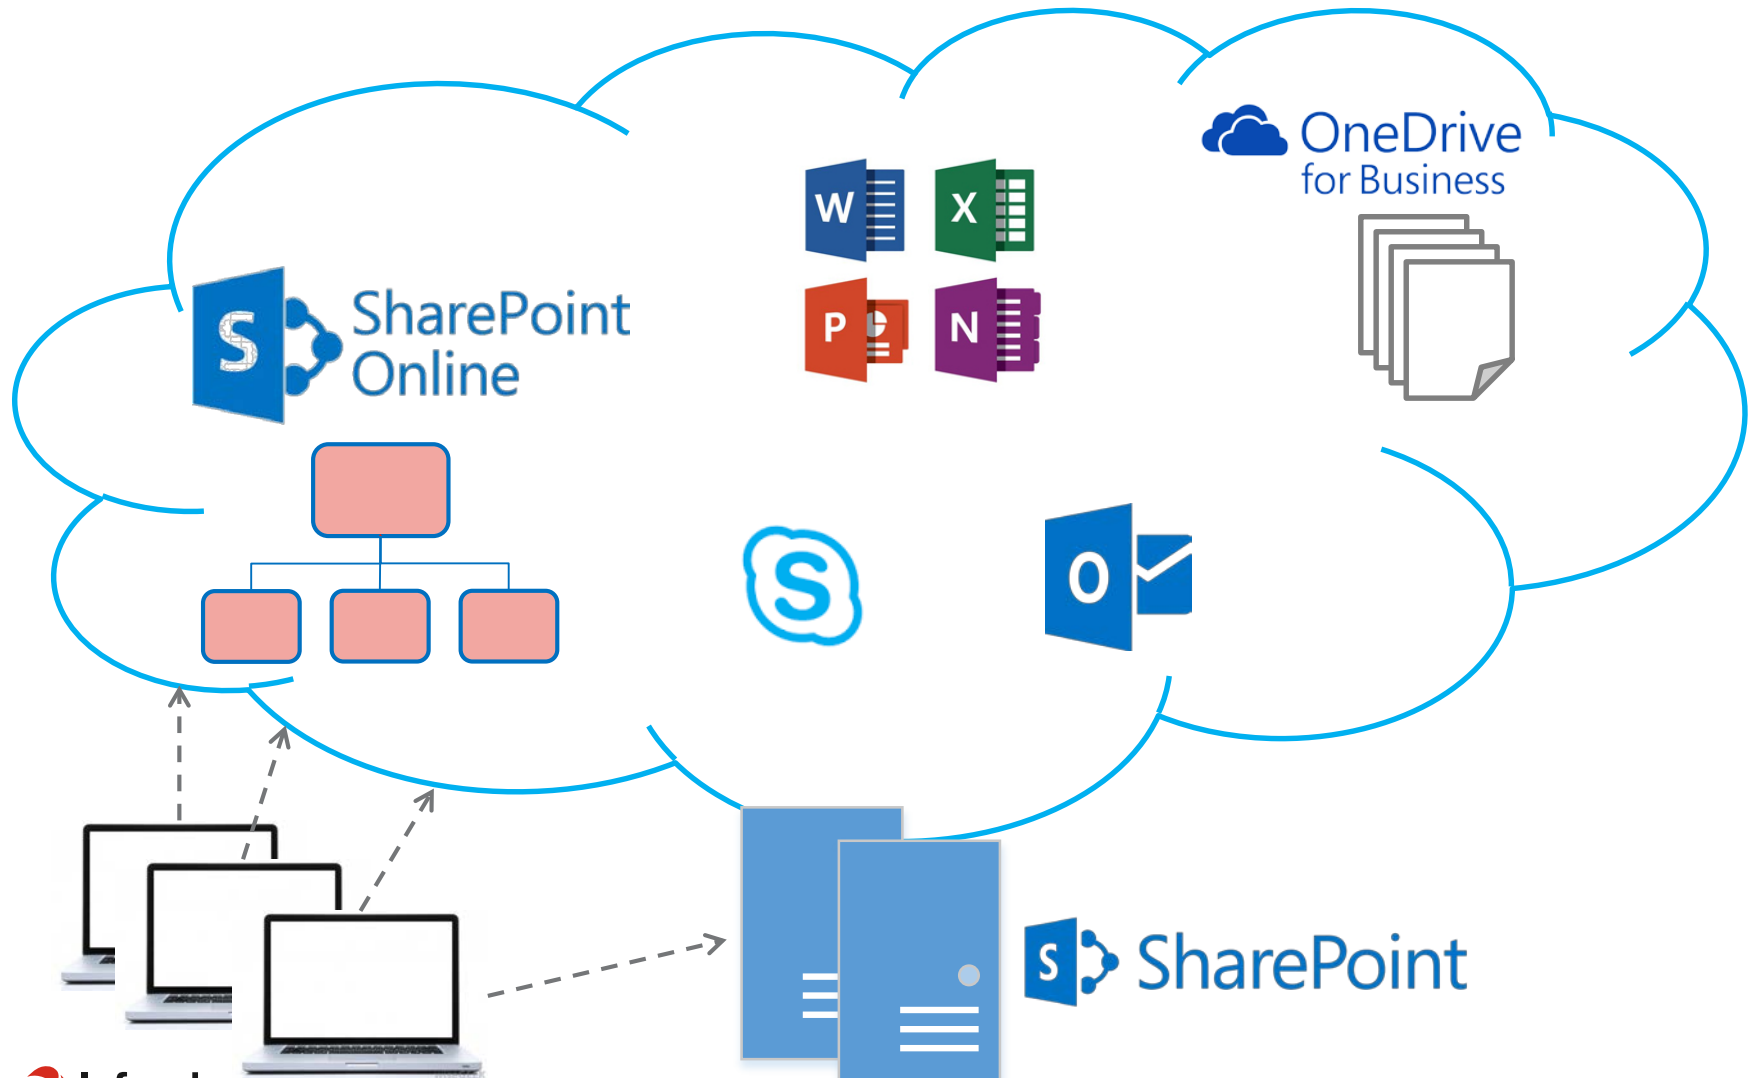 OneDrive
for Business
W
X
SharePoint
Online
P
N
S
S
O
S
SharePoint